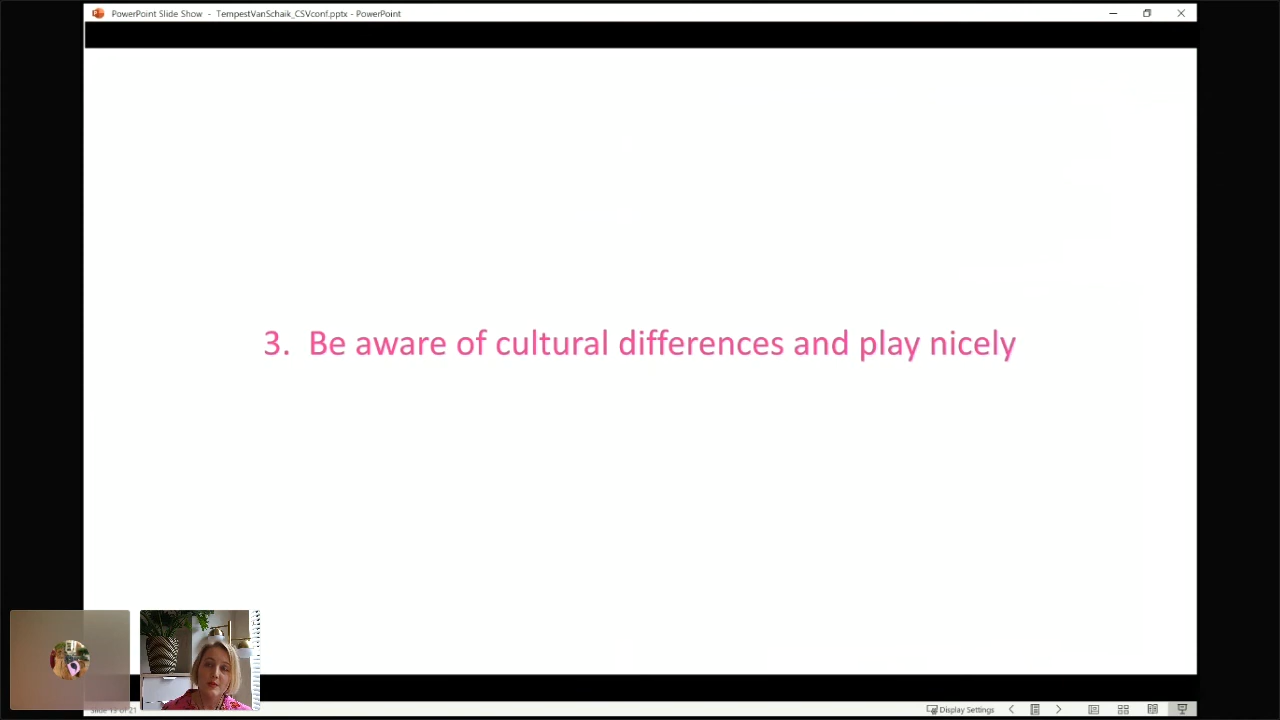 PowerPoint Slide Show - TempestVanSchaik_CSVconf.pptx - PowerPoint
3. Be aware of cultural differences and play nicely
Display Settings